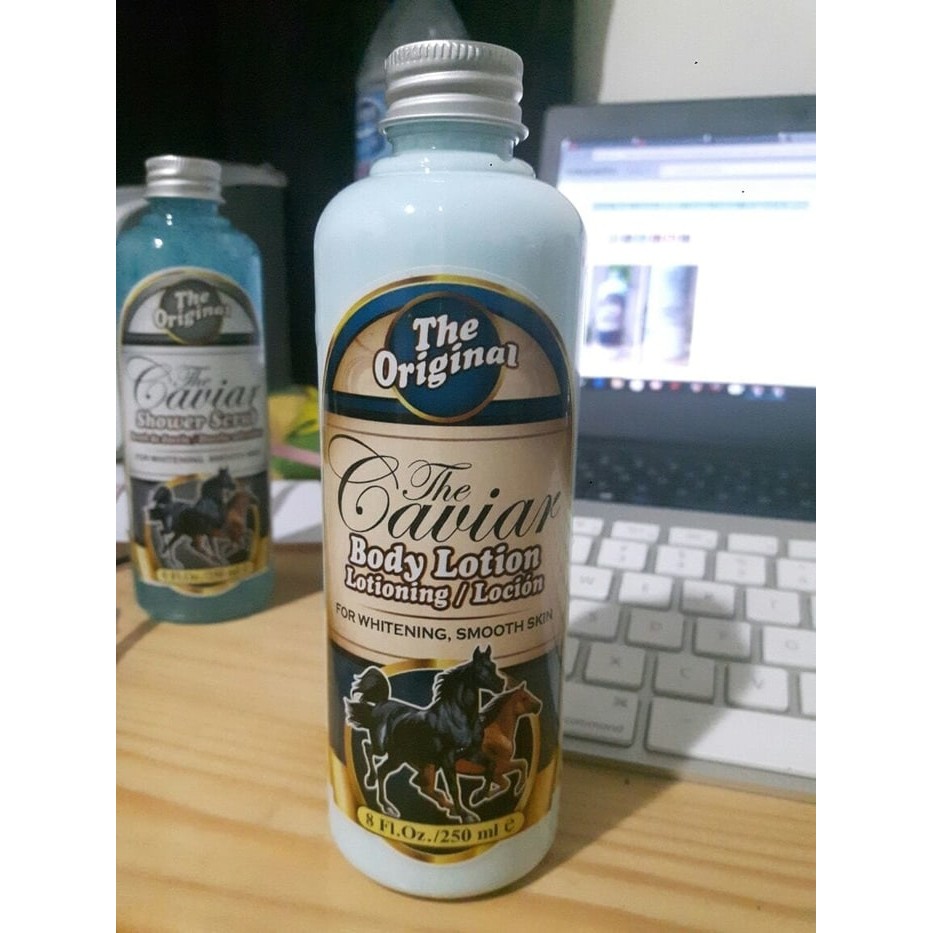 The
Original
The
Caviar
Body Lotion
Lotioning / Loción
FOR WHITENING, SMOOTH SKIN
8 Fl.Oz./250 ml e
The
Original
The
Caviar
Shower Scrub
FOR WHITENING, SMOOTH
command
W
X
C
V